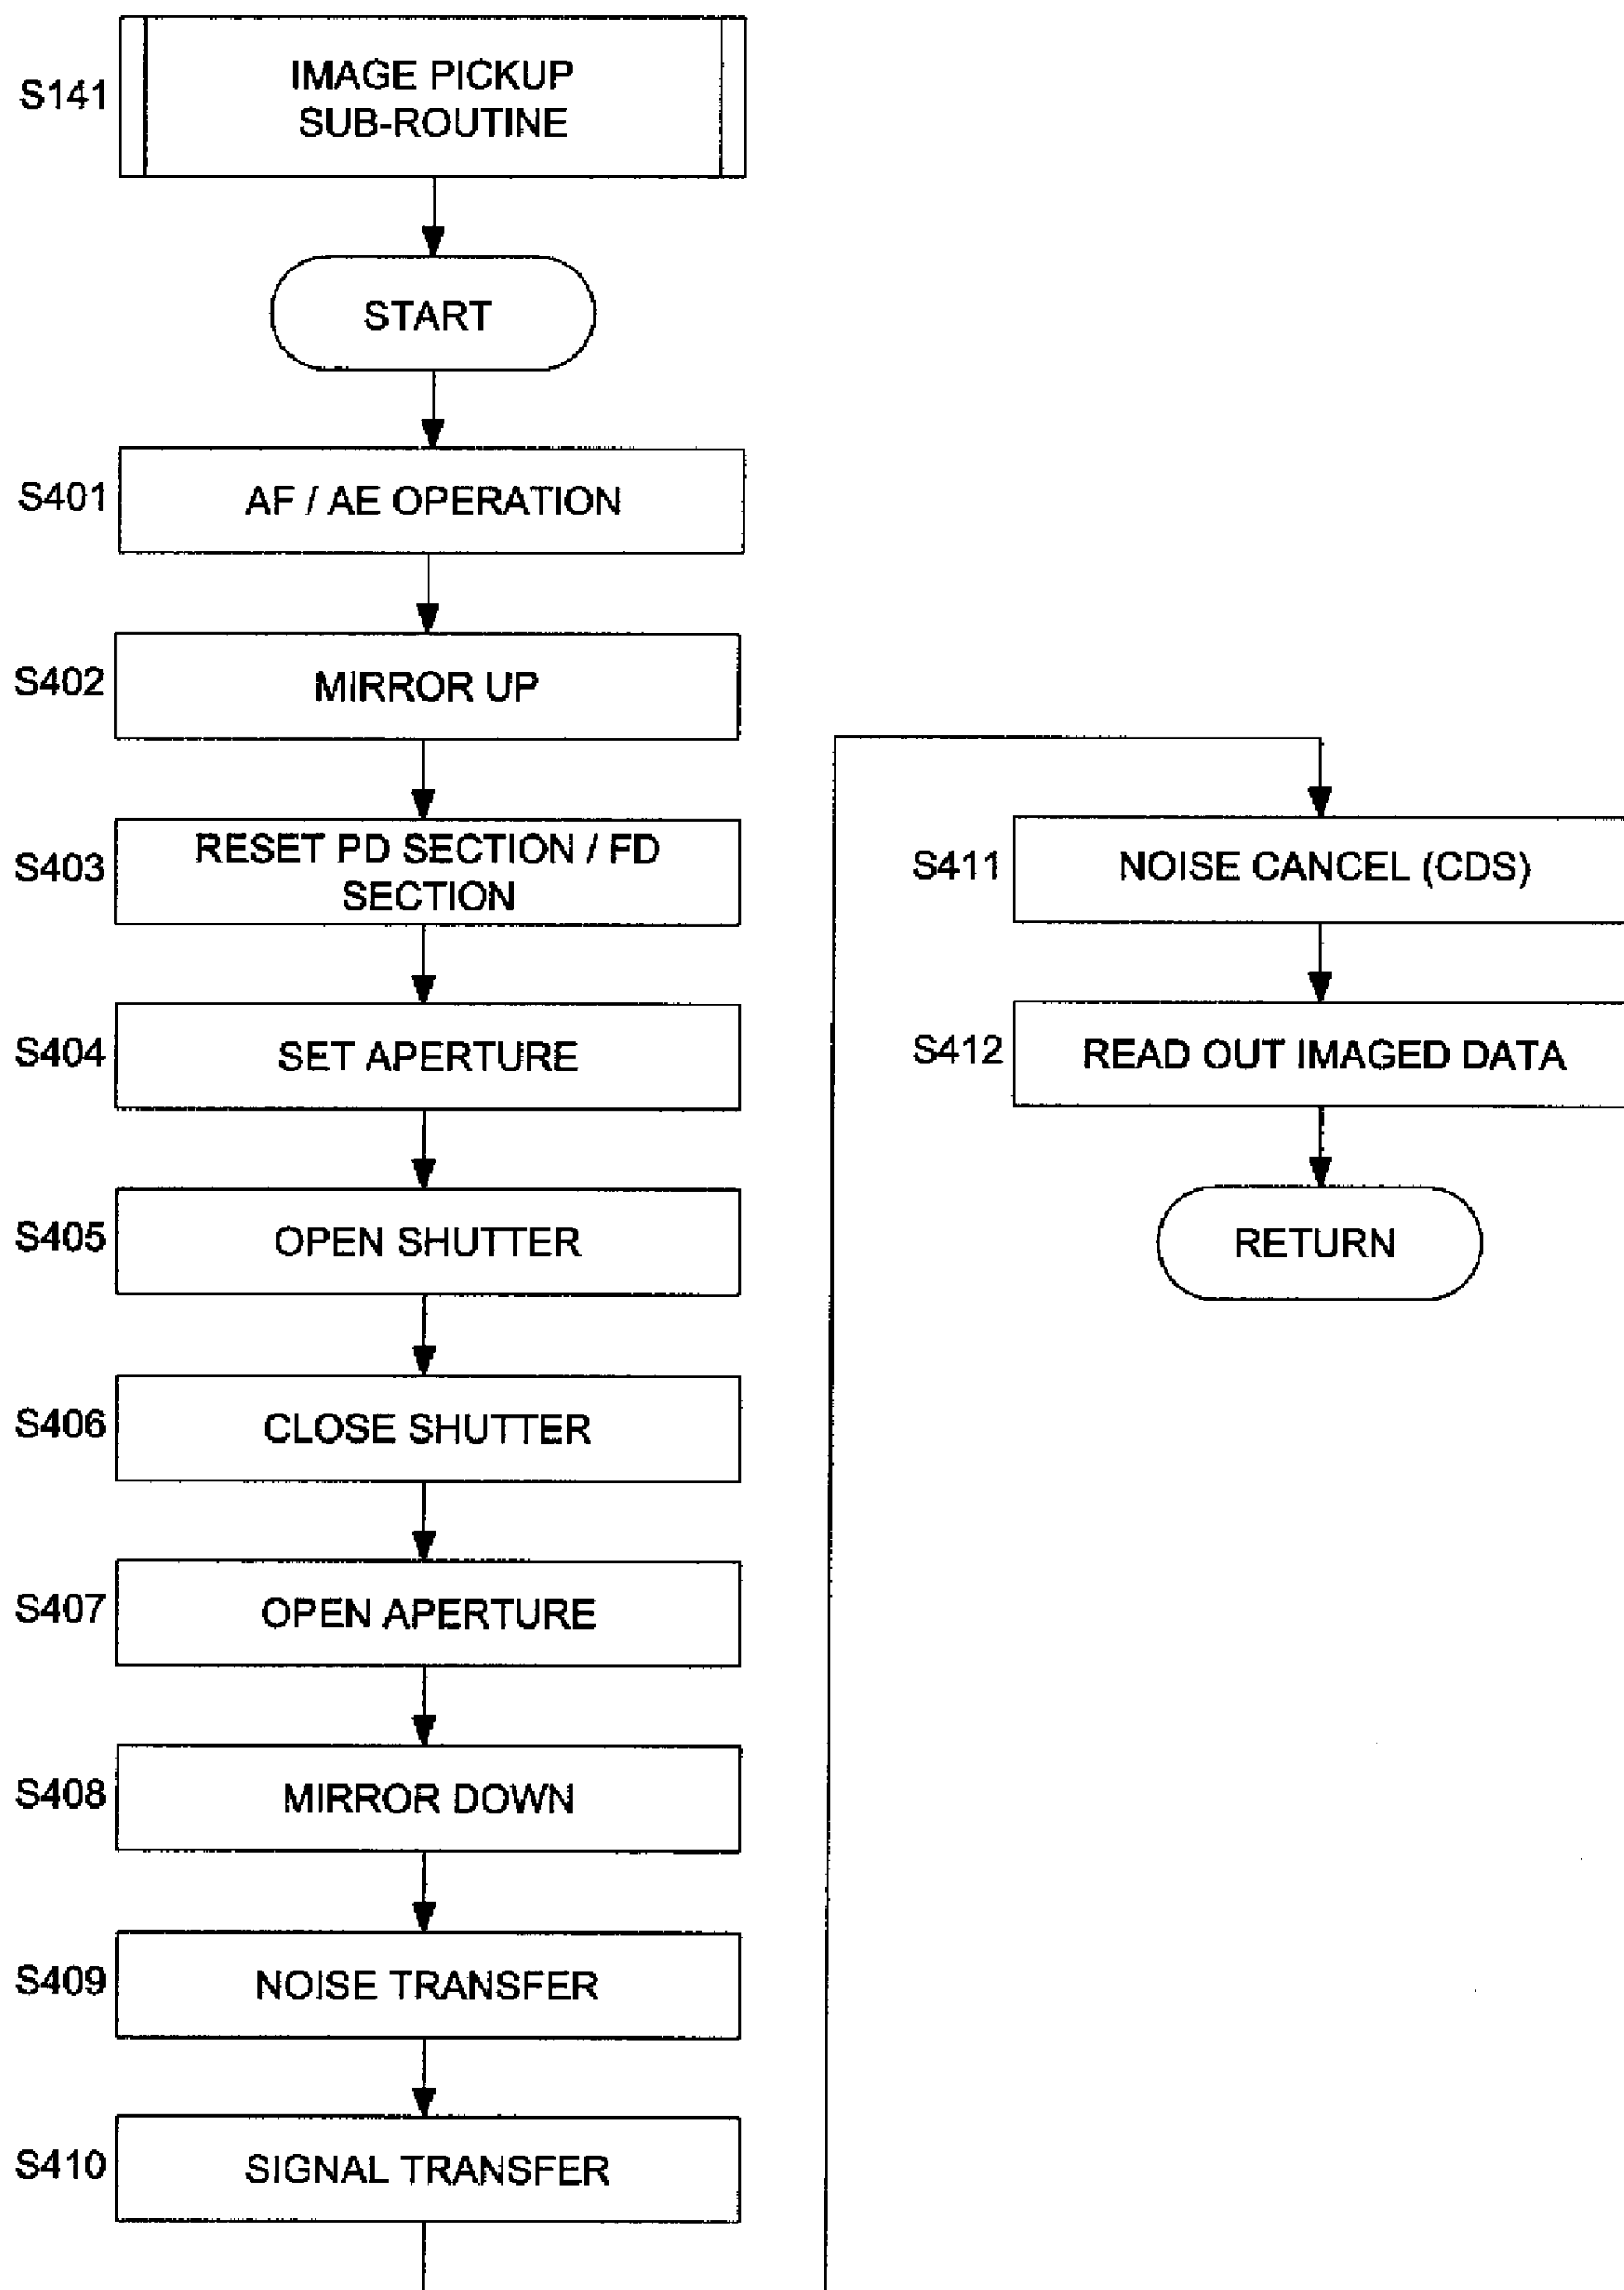 S141
IMAGE PICKUP
SUB-ROUTINE
START
S401
AF / AE OPERATION
S402
MIRROR UP
S403
RESET PD SECTION / FD
SECTION
S404
SET APERTURE
S405
OPEN SHUTTER
S406
CLOSE SHUTTER
S407
OPEN APERTURE
S408
MIRROR DOWN
S409
NOISE TRANSFER
S410
SIGNAL TRANSFER
S411
NOISE CANCEL (CDS)
S412
READ OUT IMAGED DATA
RETURN